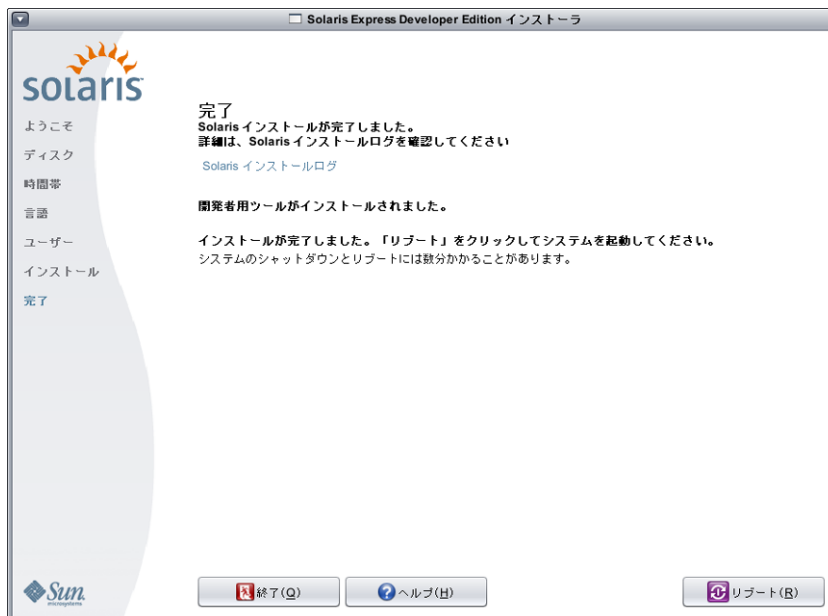 Solaris Express Developer Edition インストーラ
solaris
ようこそ
ディスク
時間帯
言語
ユーザー
インストール
完了
完了
Solaris インストールが完了しました。
詳細は、Solaris インストールログを確認してください
Solaris インストールログ
開発者用ツールがインストールされました。
インストールが完了しました。「リブート」をクリックしてシステムを起動してください。
システムのシャットダウンとリブートには数分かかることがあります。
Sun
microsystems
終了(Q)
ヘルプ(H)
リブート(R)